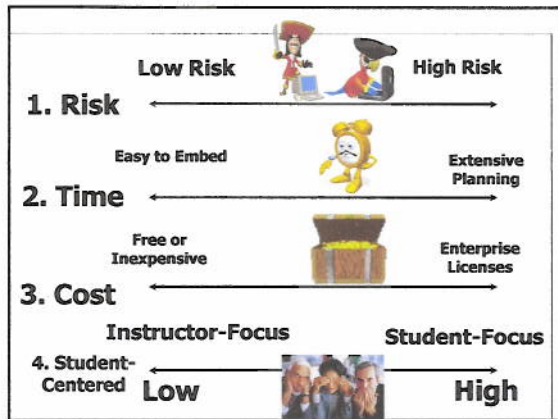 Low Risk
High Risk
1. Risk
Easy to Embed
Extensive
Planning
2. Time
Free or
Inexpensive
Enterprise
Licenses
3. Cost
Instructor-Focus
Student-Focus
4. Student-
Centered
Low
High